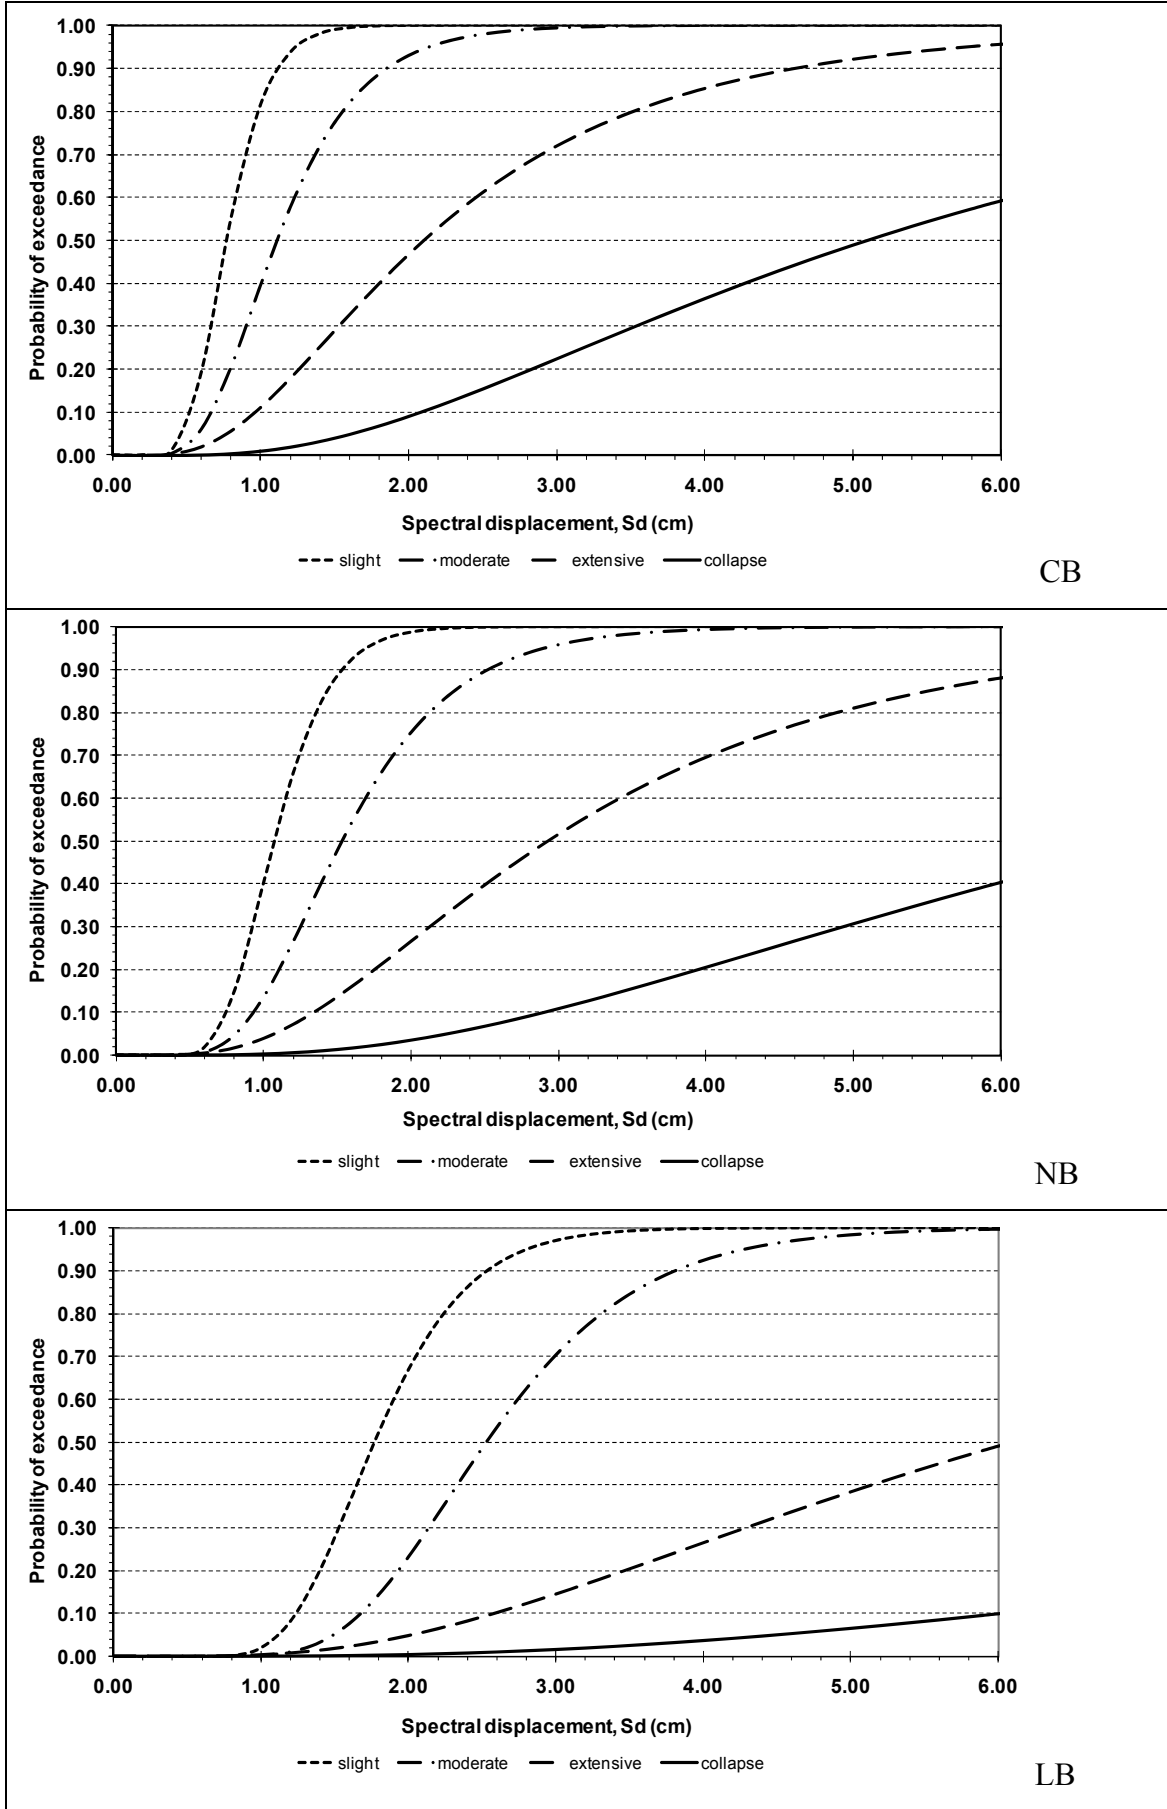 1.00
0.90
0.80
0.70
0.60
0.50
0.40
0.30
0.20
0.10
0.00
Probability of exceedance
0.00 1.00 2.00 3.00 4.00 5.00 6.00
Spectral displacement, Sd (cm)
slight moderate extensive collapse
CB
1.00
0.90
0.80
0.70
0.60
0.50
0.40
0.30
0.20
0.10
0.00
Probability of exceedance
0.00 1.00 2.00 3.00 4.00 5.00 6.00
Spectral displacement, Sd (cm)
slight moderate extensive collapse
NB
1.00
0.90
0.80
0.70
0.60
0.50
0.40
0.30
0.20
0.10
0.00
Probability of exceedance
0.00 1.00 2.00 3.00 4.00 5.00 6.00
Spectral displacement, Sd (cm)
slight moderate extensive collapse
LB